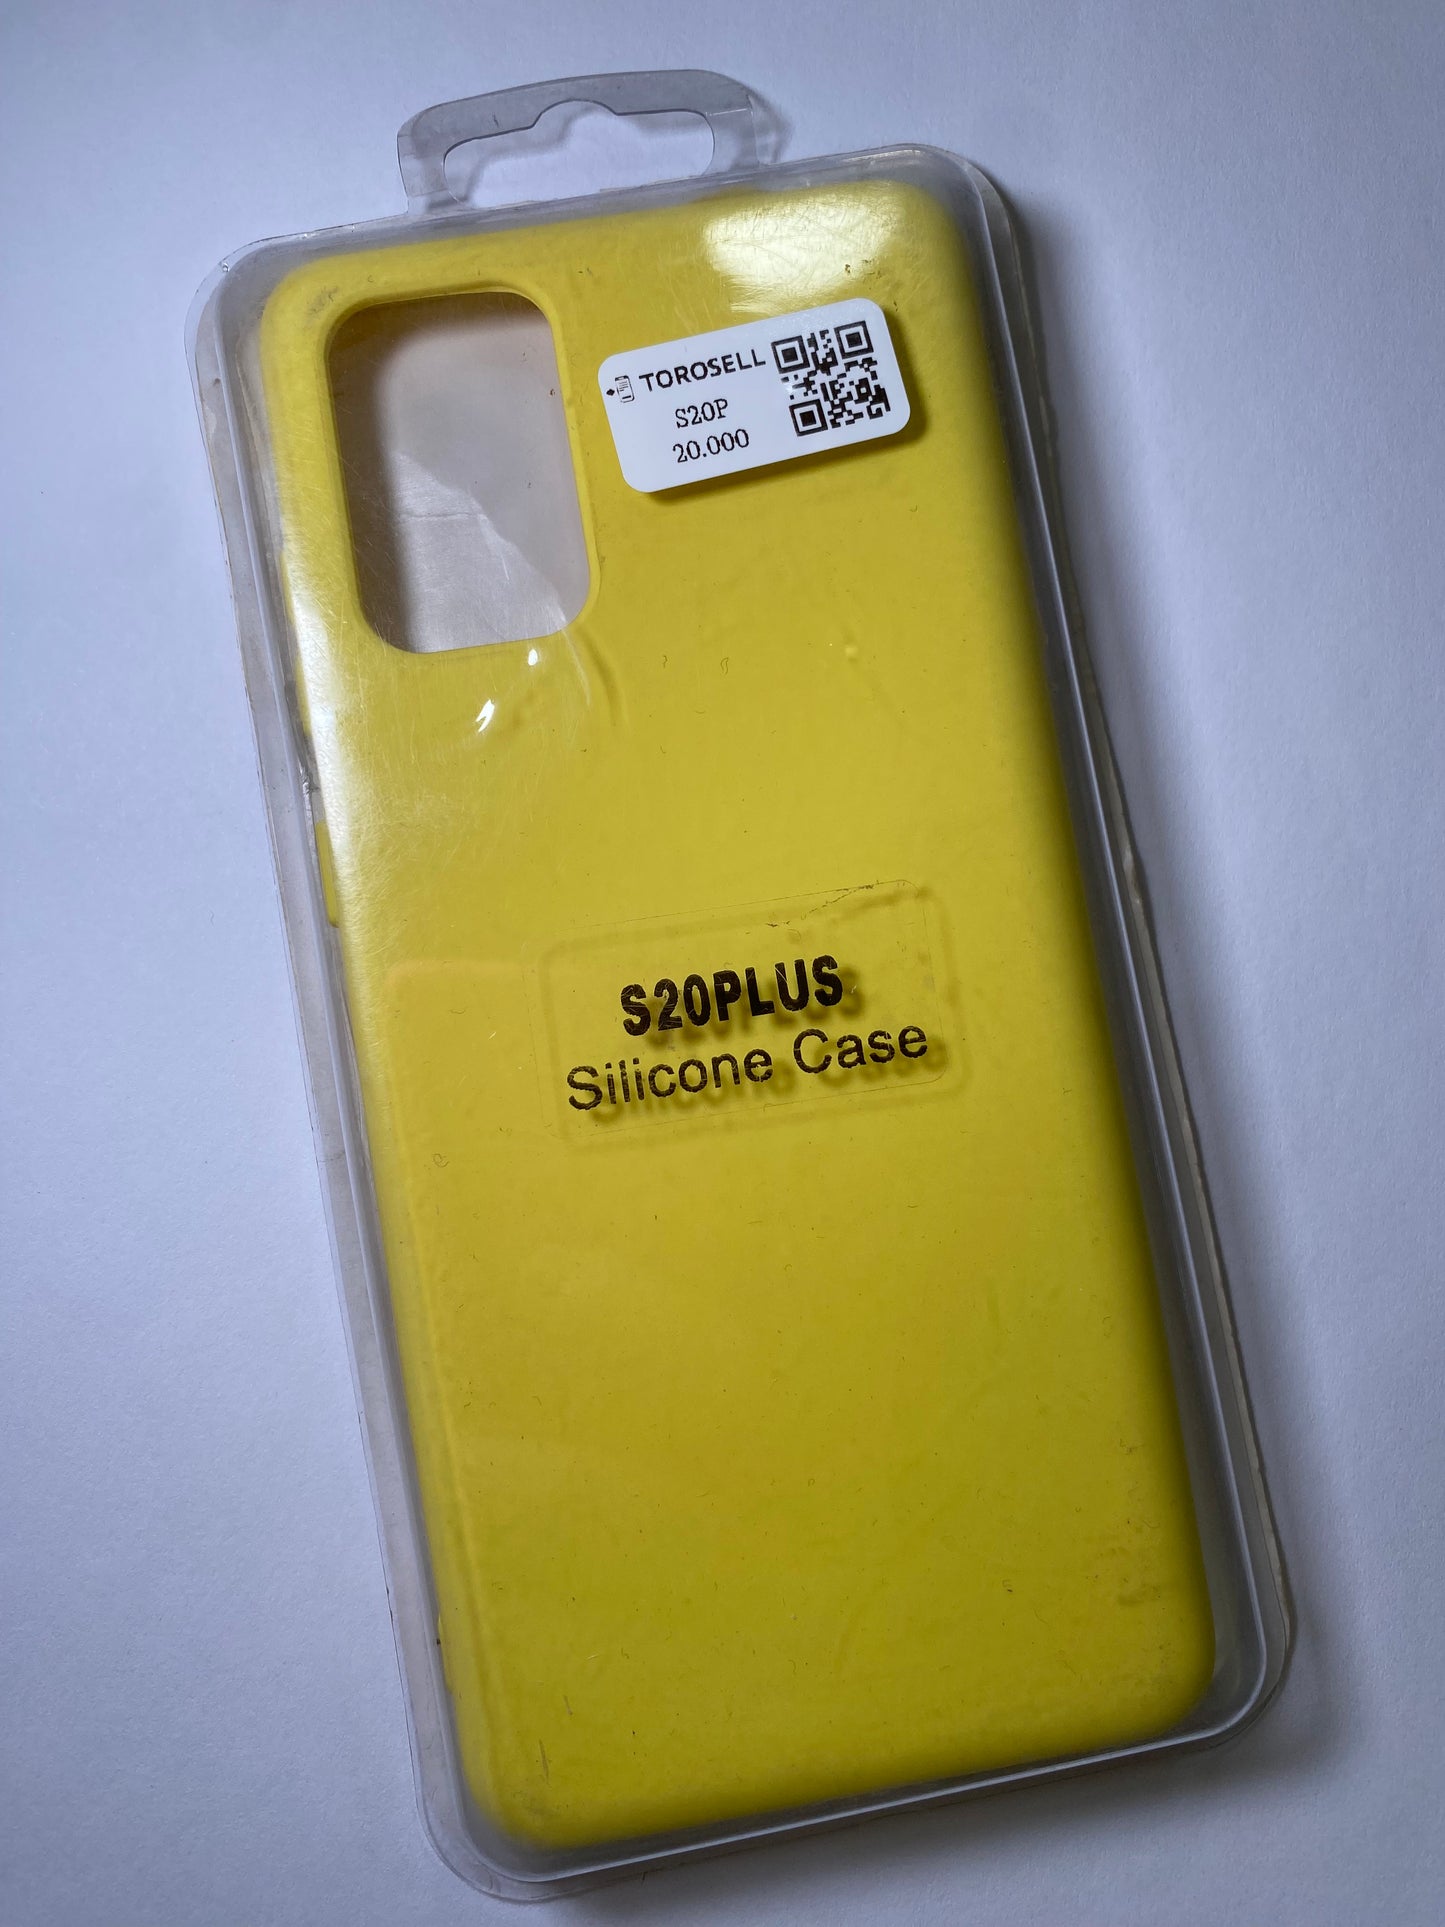 TOROSELL
S20P
20.000
S20PLUS
Silicone Case